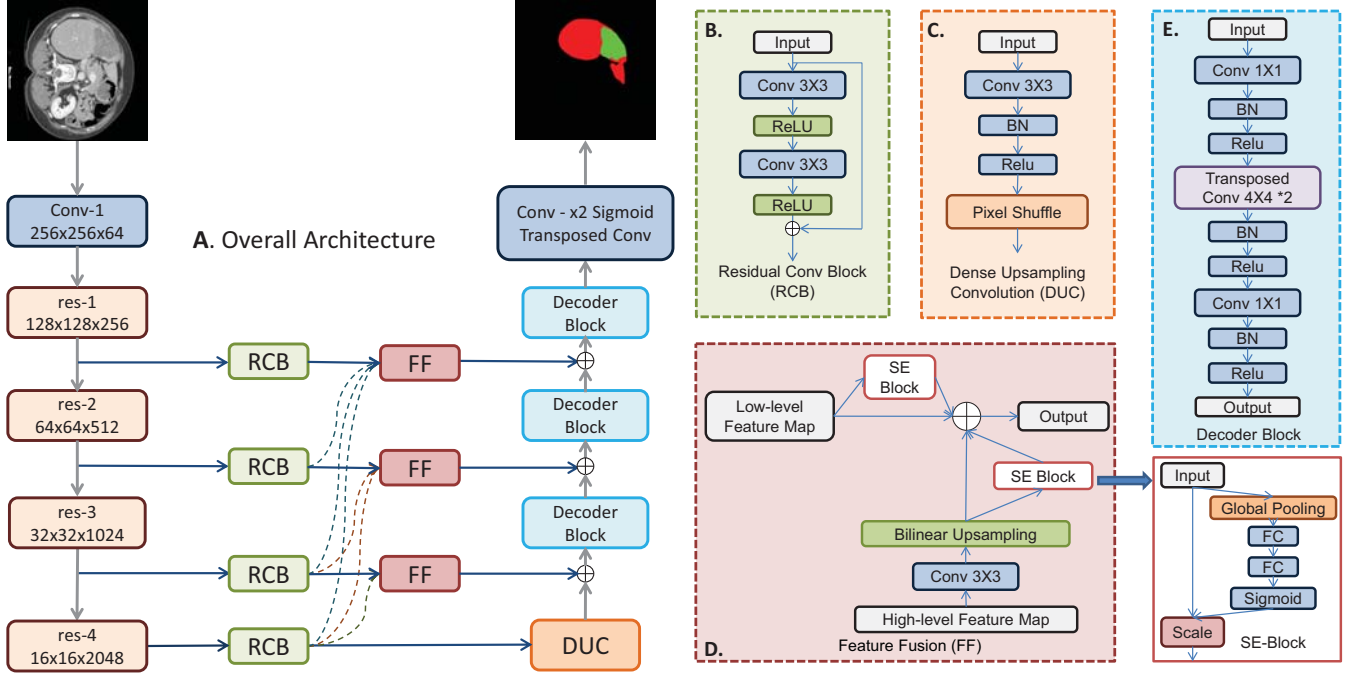 A. Overall Architecture
Conv-1
256x256x64
res-1
128x128x256
res-2
64x64x512
res-3
32x32x1024
res-4
16x16x2048
RCB
FF
RCB
FF
RCB
FF
RCB
DUC
Conv - x2 Sigmoid
Transposed Conv
Decoder
Block
Decoder
Block
Decoder
Block
B.
Input
Conv 3X3
ReLU
Conv 3X3
ReLU
Residual Conv Block
(RCB)
C.
Input
Conv 3X3
BN
Relu
Pixel Shuffle
Dense Upsampling
Convolution (DUC)
D.
SE
Block
Low-level
Feature Map
Output
SE Block
Bilinear Upsampling
Conv 3X3
High-level Feature Map
Feature Fusion (FF)
E.
Input
Conv 1X1
BN
Relu
Transposed
Conv 4X4 *2
BN
Relu
Conv 1X1
BN
Relu
Output
Decoder Block
Input
Global Pooling
FC
FC
Sigmoid
Scale
SE-Block